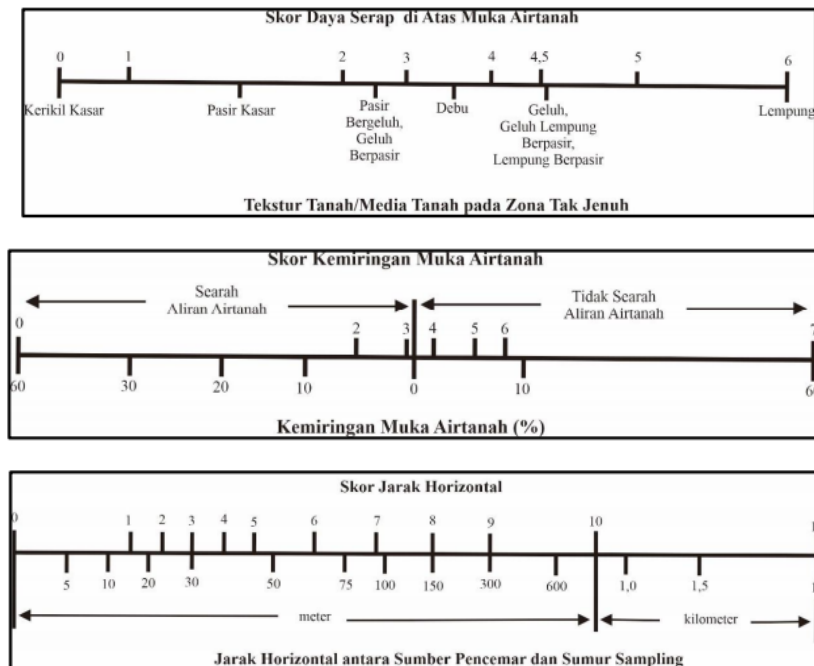 Skor Daya Serap di Atas Muka Airtanah
0 1 2 3 4 4,5 5 6
Kerikil Kasar
Pasir Kasar
Pasir
Bergeluh,
Geluh
Berpasir
Debu
Geluh,
Geluh Lempung
Berpasir,
Lempung Berpasir
Lempung
Tekstur Tanah/Media Tanah pada Zona Tak Jenuh
Skor Kemiringan Muka Airtanah
Searah
Aliran Airtanah
Tidak Searah
Aliran Airtanah
0 2 3 4 5 6
60 30 20 10 0 10
Kemiringan Muka Airtanah (%)
Skor Jarak Horizontal
0 1 2 3 4 5 6 7 8 9 10
5 10 20 30 50 75 100 150 300 600 1,0 1,5
meter
kilometer
Jarak Horizontal antara Sumber Pencemar dan Sumur Sampling